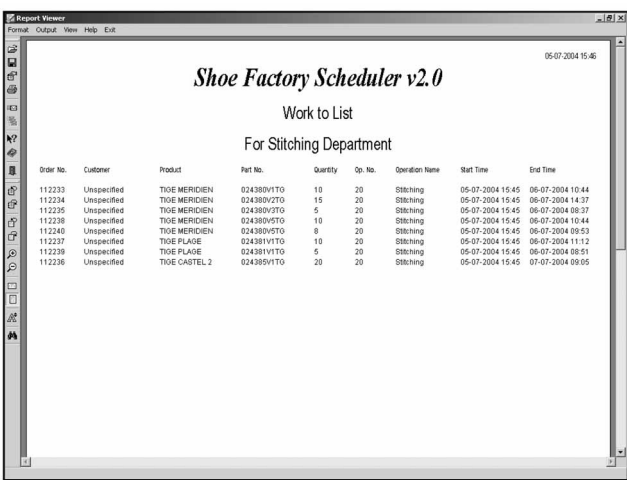 Report Viewer
Format Output View Help Exit
05-07-2004 15:46
Shoe Factory Scheduler v2.0
Work to List
For Stitching Department
Order No. Customer Product Part No. Quantity Op. No. Operation Name Start Time End Time
112233 Unspecified TIGE MERIDIEN 024380V1TG 10 20 Stitching 05-07-2004 15:45 06-07-2004 10:44
112234 Unspecified TIGE MERIDIEN 024380V2TG 15 20 Stitching 05-07-2004 15:45 06-07-2004 14:37
112235 Unspecified TIGE MERIDIEN 024380V3TG 5 20 Stitching 05-07-2004 15:45 06-07-2004 08:37
112238 Unspecified TIGE MERIDIEN 024380V5TG 10 20 Stitching 05-07-2004 15:45 06-07-2004 10:44
112240 Unspecified TIGE MERIDIEN 024380V5TG 8 20 Stitching 05-07-2004 15:45 06-07-2004 09:53
112237 Unspecified TIGE PLAGE 024381V1TG 10 20 Stitching 05-07-2004 15:45 06-07-2004 11:12
112239 Unspecified TIGE PLAGE 024381V1TG 5 20 Stitching 05-07-2004 15:45 06-07-2004 08:51
112236 Unspecified TIGE CASTEL 2 024385V1TG 20 20 Stitching 05-07-2004 15:45 07-07-2004 09:05